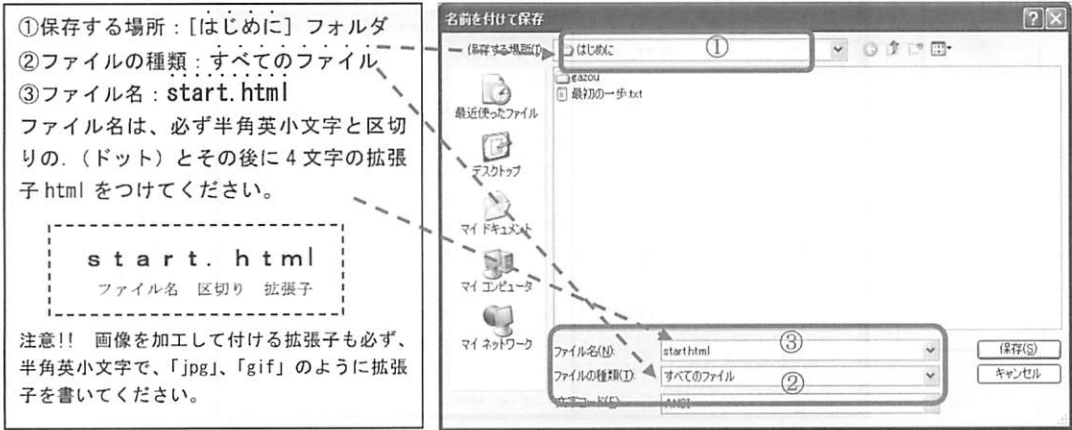 ①保存する場所：[はじめに] フォルダ
②ファイルの種類：すべてのファイル
③ファイル名：start.html
ファイル名は、必ず半角英小文字と区切
りの.（ドット）とその後に4文字の拡張
子htmlをつけてください。
start. html
ファイル名 区切り 拡張子
注意!! 画像を加工して付ける拡張子も必ず、
半角英小文字で、「jpg」、「gif」のように拡張
子を書いてください。
名前を付けて保存
保存する場所(I):
はじめに
①
gazou
最初の一歩.txt
最近使ったファイル
デスクトップ
マイ ドキュメント
マイ コンピュータ
マイ ネットワーク
ファイル名(N):
start.html
③
保存(S)
ファイルの種類(T):
すべてのファイル
②
キャンセル
文字コード(E):
ANSI